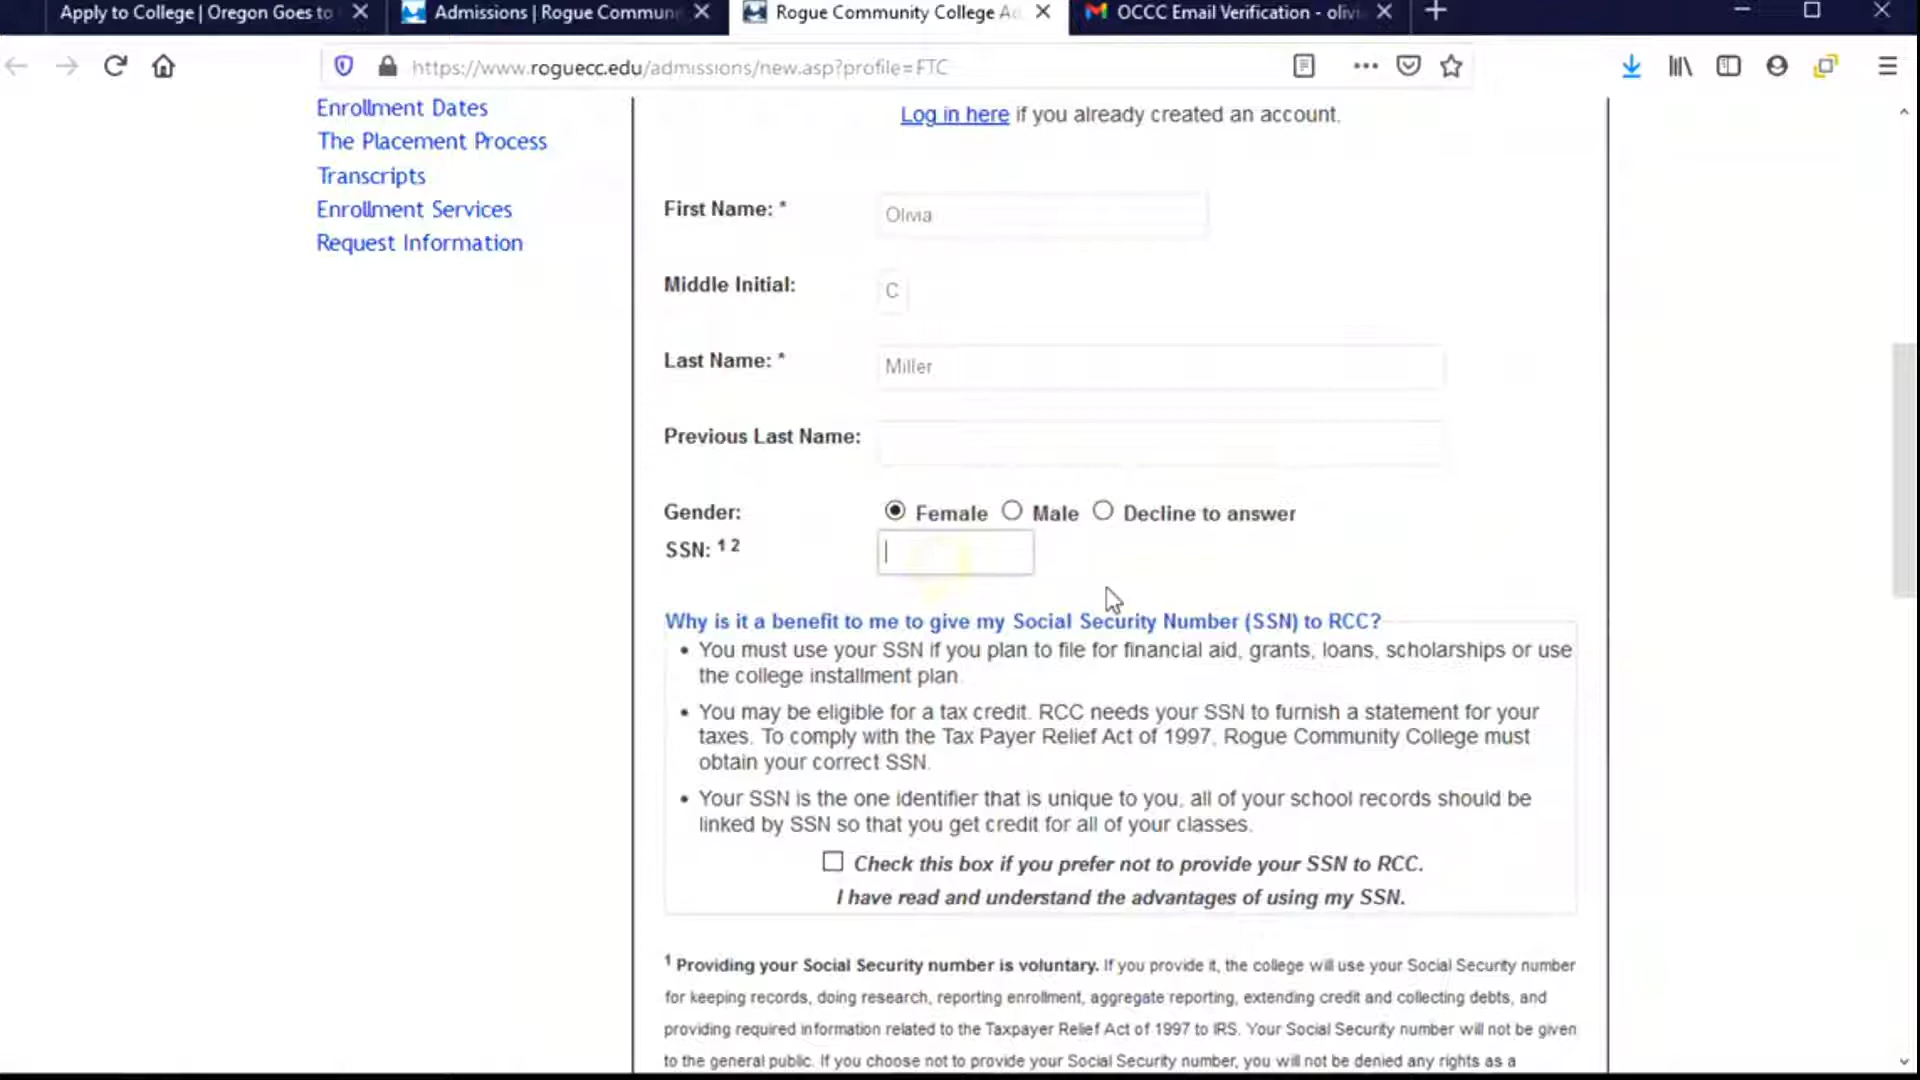 Apply to College | Oregon Goes to
Admissions | Rogue Commun
Rogue Community College Ad
OCCC Email Verification - olivi
https://www.roguecc.edu/admissions/new.asp?profile=FTC
Enrollment Dates
The Placement Process
Transcripts
Enrollment Services
Request Information
Log in here if you already created an account.
First Name: * Olivia
Middle Initial: C
Last Name: * Miller
Previous Last Name:
Gender: Female Male Decline to answer
SSN: 1 2
Why is it a benefit to me to give my Social Security Number (SSN) to RCC?
• You must use your SSN if you plan to file for financial aid, grants, loans, scholarships or use
the college installment plan.
• You may be eligible for a tax credit. RCC needs your SSN to furnish a statement for your
taxes. To comply with the Tax Payer Relief Act of 1997, Rogue Community College must
obtain your correct SSN.
• Your SSN is the one identifier that is unique to you, all of your school records should be
linked by SSN so that you get credit for all of your classes.
Check this box if you prefer not to provide your SSN to RCC.
I have read and understand the advantages of using my SSN.
1 Providing your Social Security number is voluntary. If you provide it, the college will use your Social Security number
for keeping records, doing research, reporting enrollment, aggregate reporting, extending credit and collecting debts, and
providing required information related to the Taxpayer Relief Act of 1997 to IRS. Your Social Security number will not be given
to the general public. If you choose not to provide your Social Security number, you will not be denied any rights as a